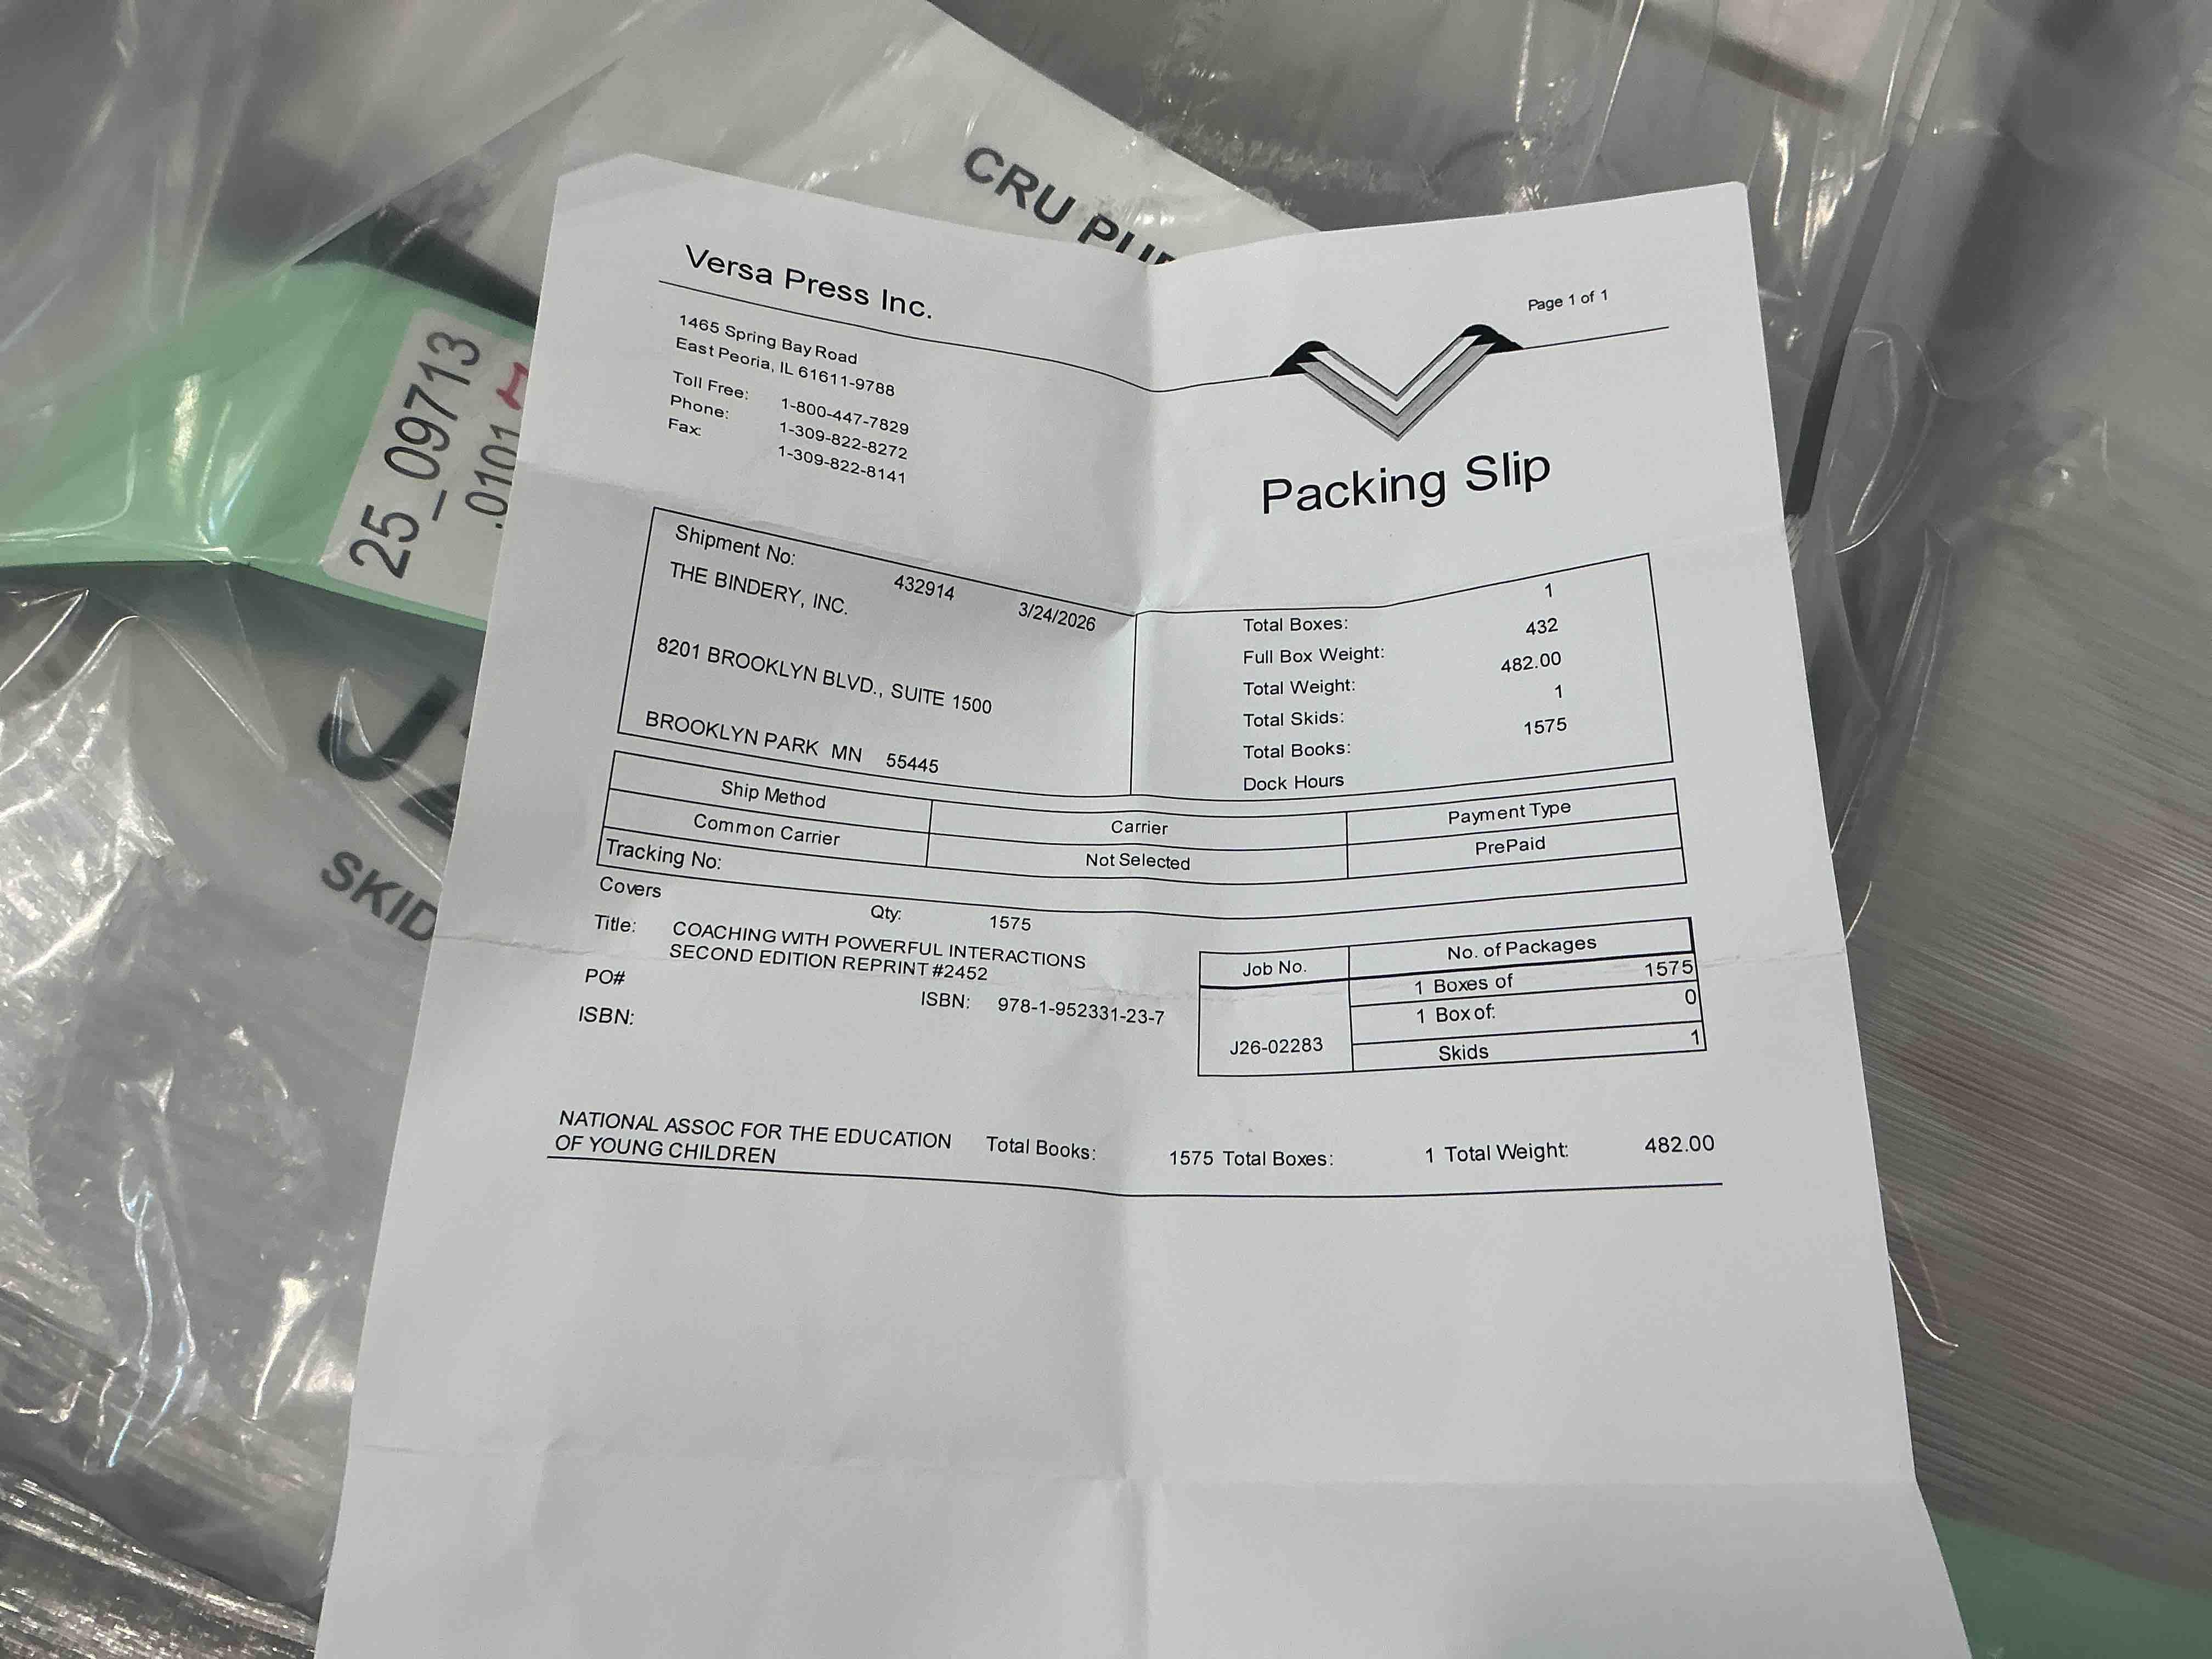 CRU
25_09713
.0101
SKID
Versa Press Inc.
Page 1 of 1
1465 Spring Bay Road
East Peoria, IL 61611-9788
Toll Free: 1-800-447-7829
Phone: 1-309-822-8272
Fax: 1-309-822-8141
Packing Slip
Shipment No: 432914 3/24/2026
THE BINDERY, INC.
8201 BROOKLYN BLVD., SUITE 1500
BROOKLYN PARK MN 55445
Total Boxes: 1
Full Box Weight: 432
Total Weight: 482.00
Total Skids: 1
Total Books: 1575
Dock Hours
Ship Method Carrier Payment Type
Common Carrier Not Selected PrePaid
Tracking No:
Covers Qty: 1575
Title: COACHING WITH POWERFUL INTERACTIONS
SECOND EDITION REPRINT #2452
PO# ISBN: 978-1-952331-23-7
ISBN:
Job No. No. of Packages
1 Boxes of 1575
1 Box of: 0
J26-02283 Skids 1
NATIONAL ASSOC FOR THE EDUCATION
OF YOUNG CHILDREN Total Books: 1575 Total Boxes: 1 Total Weight: 482.00